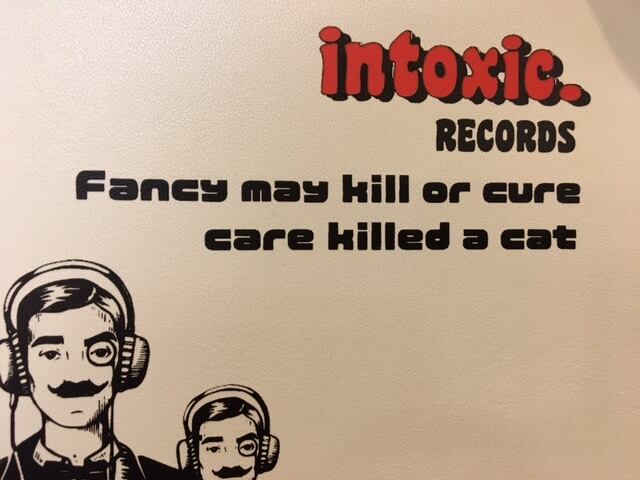 intoxic.
RECORDS
Fancy may kill or cure
care killed a cat